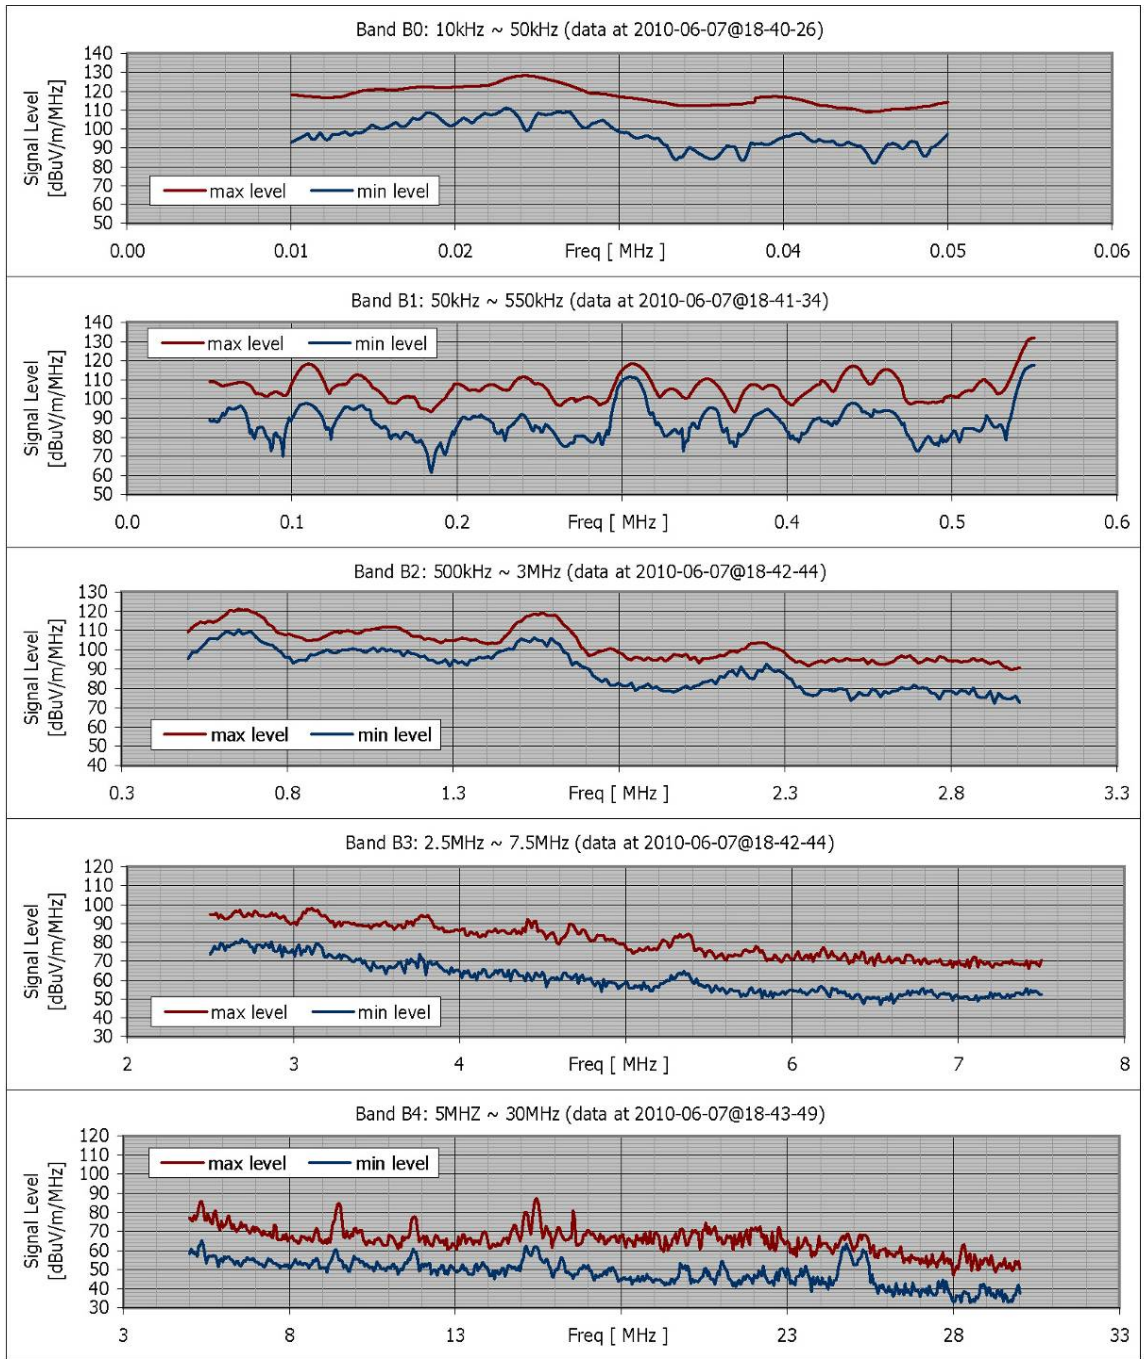 Band B0: 10kHz ~ 50kHz (data at 2010-06-07@18-40-26)
140
130
120
110
100
90
80
70
60
50
Signal Level
[dBuV/m/MHz]
max level min level
0.00 0.01 0.02 Freq [ MHz ] 0.04 0.05 0.06
Band B1: 50kHz ~ 550kHz (data at 2010-06-07@18-41-34)
140
130
120
110
100
90
80
70
60
50
Signal Level
[dBuV/m/MHz]
max level min level
0.0 0.1 0.2 Freq [ MHz ] 0.4 0.5 0.6
Band B2: 500kHz ~ 3MHz (data at 2010-06-07@18-42-44)
130
120
110
100
90
80
70
60
50
40
Signal Level
[dBuV/m/MHz]
max level min level
0.3 0.8 1.3 Freq [ MHz ] 2.3 2.8 3.3
Band B3: 2.5MHz ~ 7.5MHz (data at 2010-06-07@18-42-44)
120
110
100
90
80
70
60
50
40
30
Signal Level
[dBuV/m/MHz]
max level min level
2 3 4 Freq [ MHz ] 6 7 8
Band B4: 5MHZ ~ 30MHz (data at 2010-06-07@18-43-49)
120
110
100
90
80
70
60
50
40
30
Signal Level
[dBuV/m/MHz]
max level min level
3 8 13 Freq [ MHz ] 23 28 33